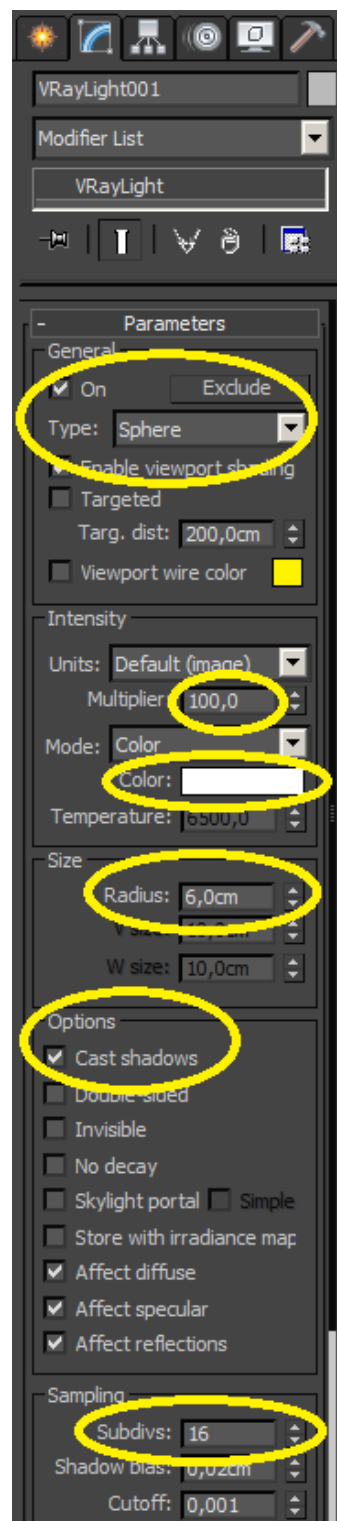 VRayLight001
Modifier List
VRayLight
- Parameters
General
On Exclude
Type: Sphere
Enable viewport shading
Targeted
Targ. dist: 200,0cm
Viewport wire color
Intensity
Units: Default (image)
Multiplier: 100,0
Mode: Color
Color:
Temperature: 6500,0
Size
Radius: 6,0cm
V size: 10,0cm
W size: 10,0cm
Options
Cast shadows
Double-sided
Invisible
No decay
Skylight portal Simple
Store with irradiance map
Affect diffuse
Affect specular
Affect reflections
Sampling
Subdivs: 16
Shadow bias: 0,02cm
Cutoff: 0,001